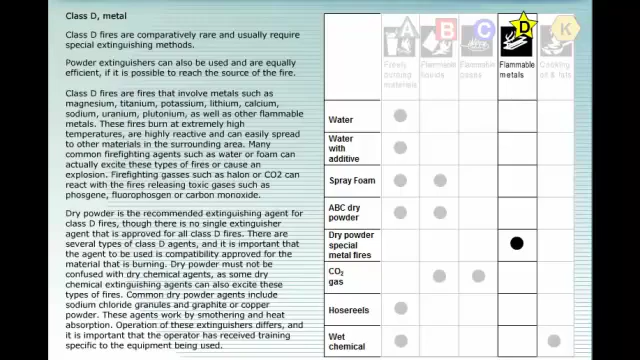 Class D, metal
Class D fires are comparatively rare and usually require
special extinguishing methods.
Powder extinguishers can also be used and are equally
efficient, if it is possible to reach the source of the fire.
Class D fires are fires that involve metals such as
magnesium, titanium, potassium, lithium, calcium,
sodium, uranium, plutonium, as well as other flammable
metals. These fires burn at extremely high
temperatures, are highly reactive and can easily spread
to other materials in the surrounding area. Many
common firefighting agents such as water or foam can
actually excite these types of fires or cause an
explosion. Firefighting gasses such as halon or CO2 can
react with the fires releasing toxic gases such as
phosgene, fluorophosgen or carbon monoxide.
Dry powder is the recommended extinguishing agent for
class D fires, though there is no single extinguisher
agent that is approved for all class D fires. There are
several types of class D agents, and it is important that
the agent to be used is compatibility approved for the
material that is burning. Dry powder must not be
confused with dry chemical agents, as some dry
chemical extinguishing agents can also excite these
types of fires. Common dry powder agents include
sodium chloride granules and graphite or copper
powder. These agents work by smothering and heat
absorption. Operation of these extinguishers differs, and
it is important that the operator has received training
specific to the equipment being used.
A B C D K
Freely
burning
materials
Flammable
liquids
Flammable
gases
Flammable
metals
Cooking
oil & fats
Water
Water
with
additive
Spray Foam
ABC dry
powder
Dry powder
special
metal fires
CO₂
gas
Hosereels
Wet
chemical